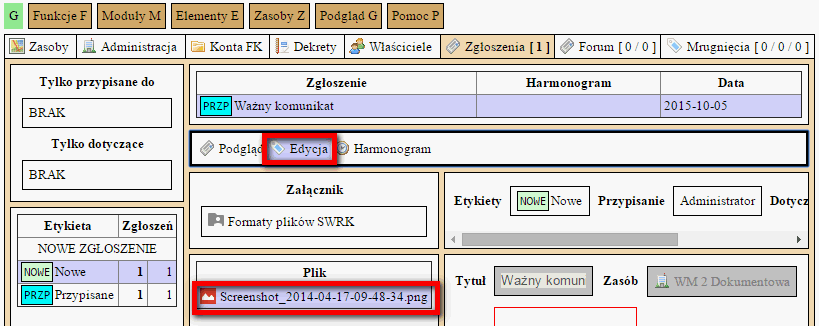 G Funkcje F Moduły M Elementy E Zasoby Z Podgląd G Pomoc P
Zasoby Administracja Konta FK Dekrety Właściciele Zgłoszenia [ 1 ] Forum [ 0 / 0 ] Mrugnięcia [ 0 / 0 / 0 ]
Tylko przypisane do
BRAK
Tylko dotyczące
BRAK
Etykieta Zgłoszeń
NOWE ZGŁOSZENIE
NOWE Nowe 1 1
PRZP Przypisane 1 1
Zgłoszenie Harmonogram Data
PRZP Ważny komunikat 2015-10-05
Podgląd Edycja Harmonogram
Załącznik
Formaty plików SWRK
Plik
Screenshot_2014-04-17-09-48-34.png
Etykiety NOWE Nowe Przypisanie Administrator Dotycz
Tytuł Ważny komun Zasób WM 2 Dokumentowa